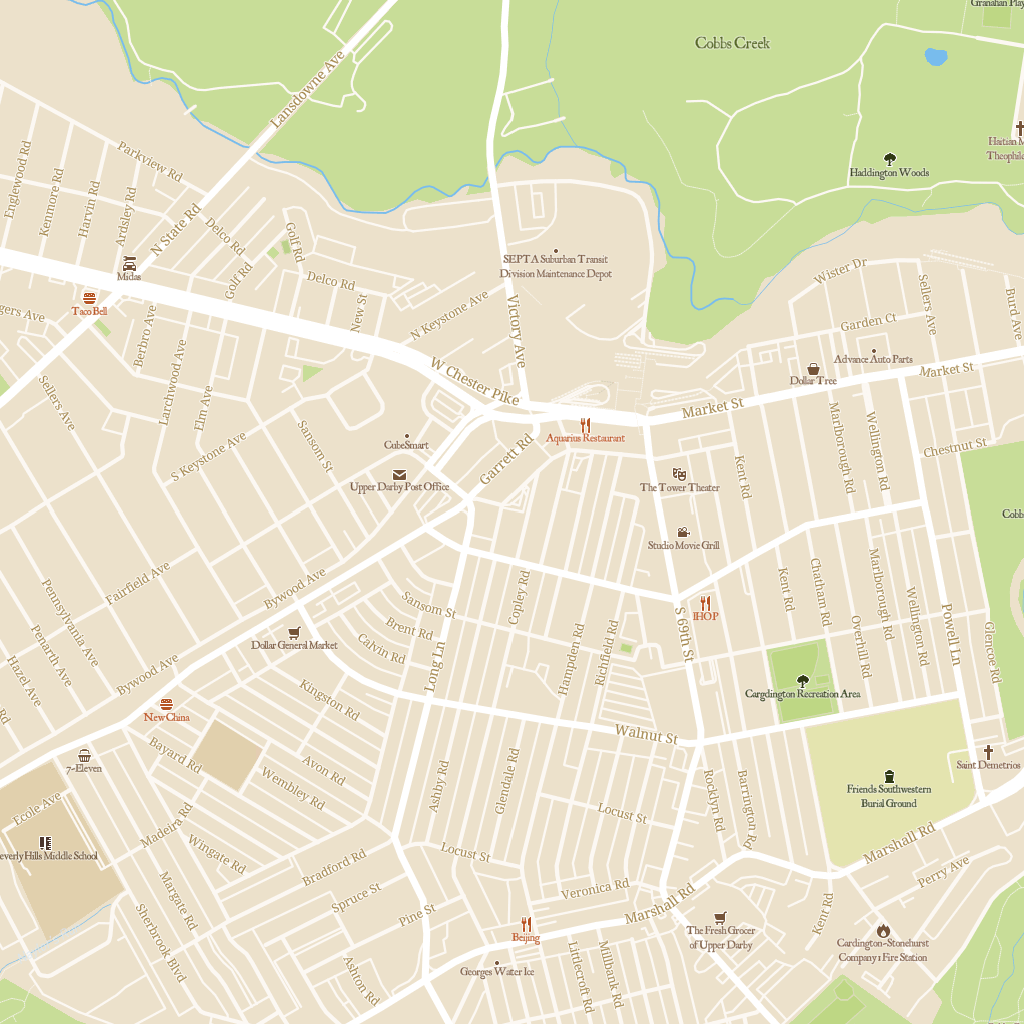 Granahan Play
Cobbs Creek
Lansdowne Ave
Haitian M
Theophilo
Parkview Rd
Englewood Rd
Kenmore Rd
Harvin Rd
Ardsley Rd
Haddington Woods
N State Rd
Delco Rd
Golf Rd
SEPTA Suburban Transit
Division Maintenance Depot
Midas
Golf Rd
Delco Rd
Wister Dr
Taco Bell
gers Ave
Berbro Ave
New St
N Keystone Ave
Victory Ave
Sellers Ave
Burd Ave
Garden Ct
Advance Auto Parts
Dollar Tree
Market St
Larchwood Ave
Sellers Ave
Elm Ave
W Chester Pike
Market St
Aquarius Restaurant
CubeSmart
Garrett Rd
Marlborough Rd
Wellington Rd
Chestnut St
S Keystone Ave
Sansom St
Upper Darby Post Office
The Tower Theater
Kent Rd
Cobbs
Studio Movie Grill
Fairfield Ave
Bywood Ave
Sansom St
Copley Rd
IHOP
Kent Rd
Chatham Rd
Marlborough Rd
Wellington Rd
Pennsylvania Ave
Penarth Ave
Hazel Ave
Rd
Dollar General Market
Brent Rd
Calvin Rd
Long Ln
Hampden Rd
Richfield Rd
S 69th St
Overhill Rd
Powell Ln
Glencoe Rd
Bywood Ave
Kingston Rd
Cargdington Recreation Area
New China
Walnut St
7-Eleven
Bayard Rd
Avon Rd
Wembley Rd
Ashby Rd
Glendale Rd
Rocklyn Rd
Barrington Rd
Saint Demetrios
Friends Southwestern
Burial Ground
Ecole Ave
Madeira Rd
Locust St
Marshall Rd
everly Hills Middle School
Wingate Rd
Bradford Rd
Locust St
Perry Ave
Margate Rd
Spruce St
Veronica Rd
Marshall Rd
Kent Rd
Pine St
Sherbrook Blvd
Beijing
The Fresh Grocer
of Upper Darby
Cardington-Stonehurst
Company 1 Fire Station
Ashton Rd
Georges Water Ice
Littlecroft Rd
Millbank Rd